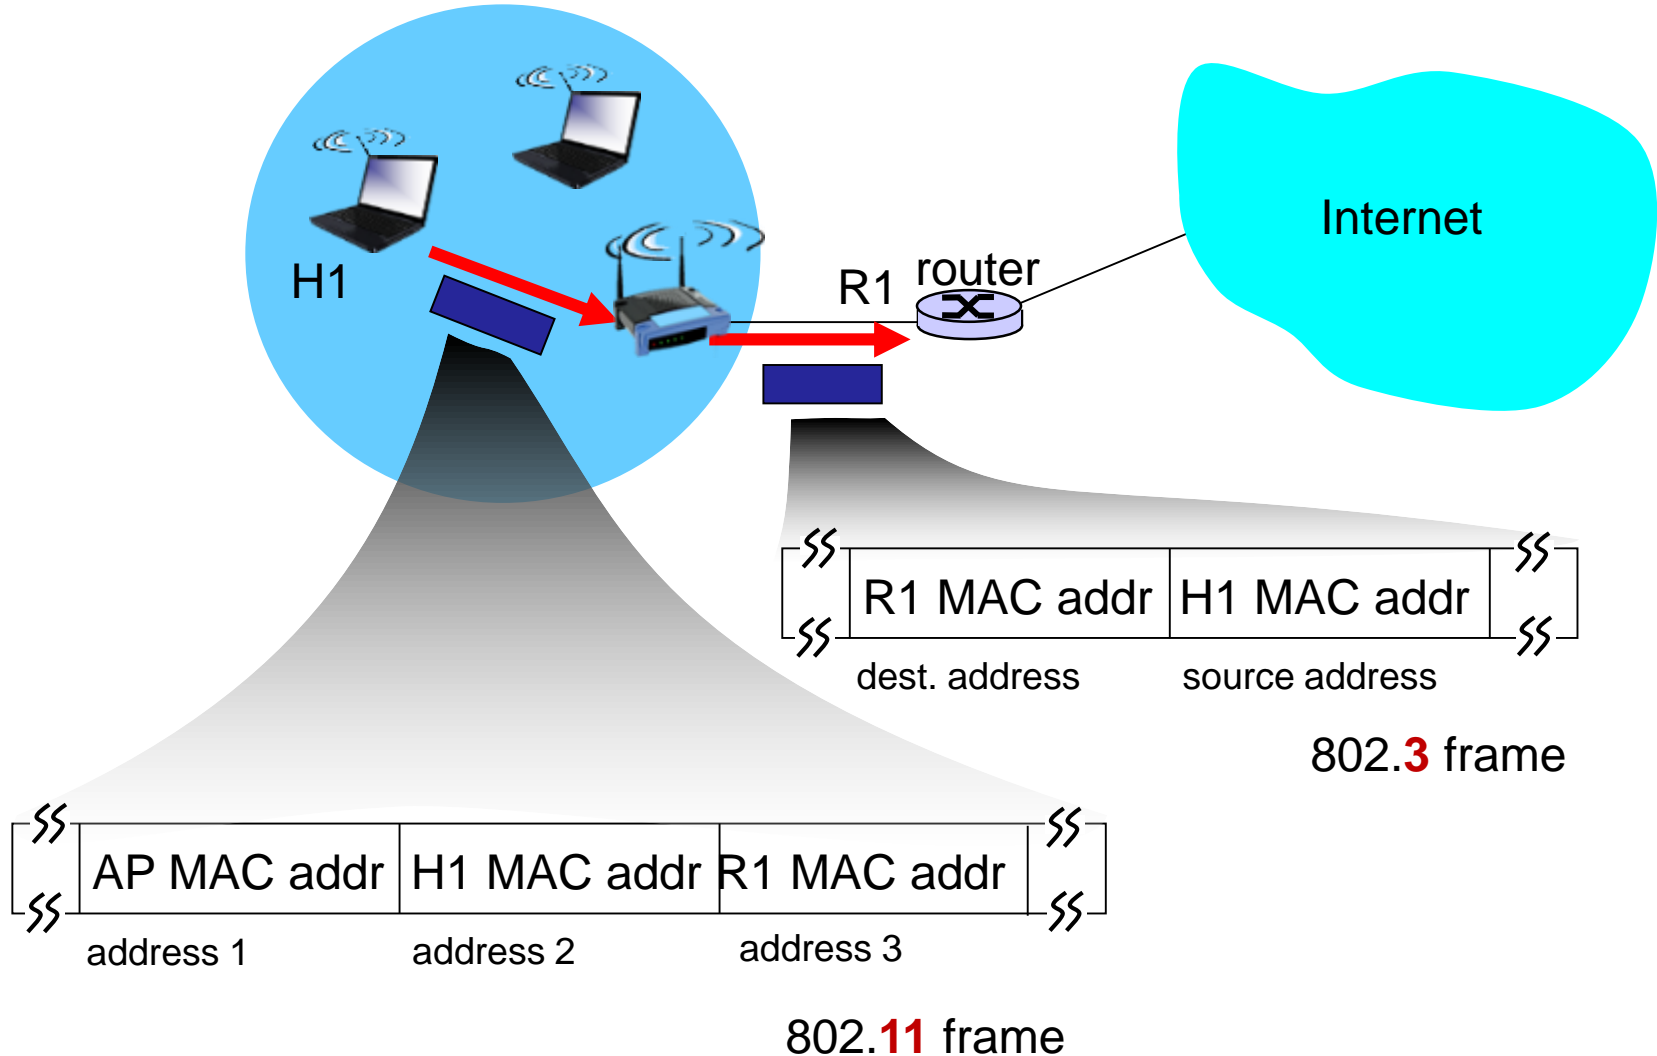 Internet
router
R1
H1
R1 MAC addr H1 MAC addr
dest. address source address
802.3 frame
AP MAC addr H1 MAC addr R1 MAC addr
address 1 address 2 address 3
802.11 frame